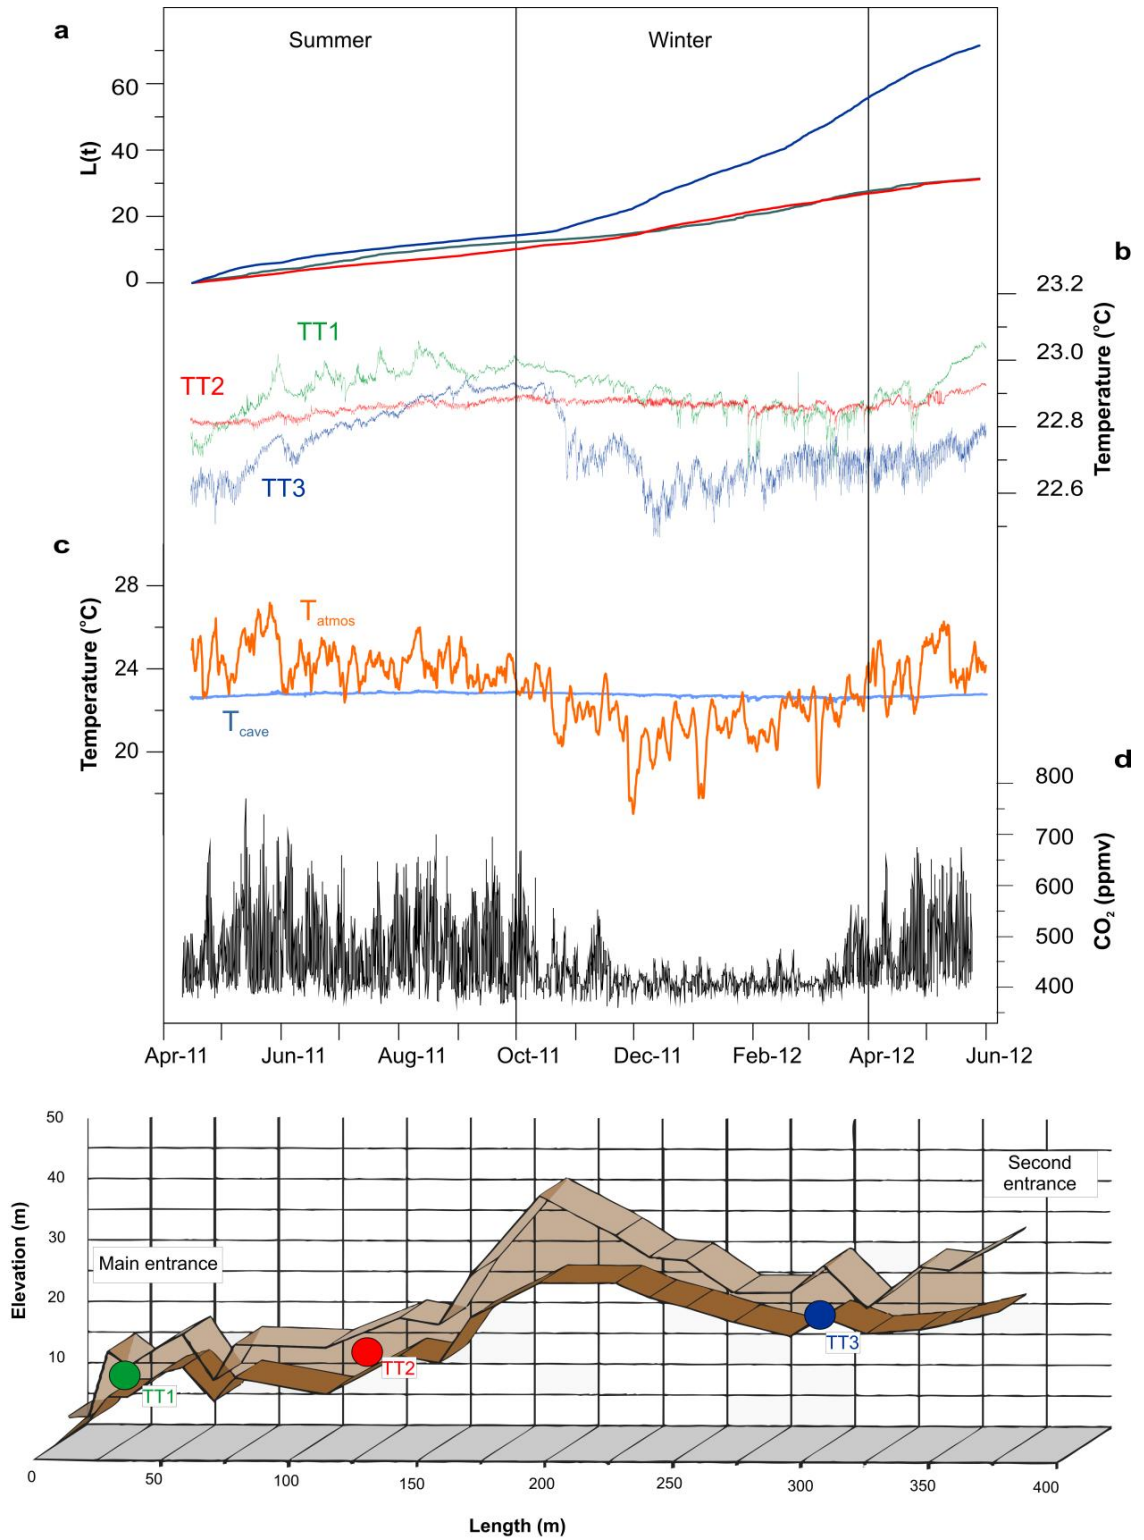 a
Summer
Winter
L(t)
60
40
20
0
b
23.2
23.0
22.8
22.6
Temperature (°C)
TT1
TT2
TT3
c
28
24
20
Temperature (°C)
T atmos
T cave
d
800
700
600
500
400
CO₂ (ppmv)
Apr-11 Jun-11 Aug-11 Oct-11 Dec-11 Feb-12 Apr-12 Jun-12
50
40
30
20
10
Elevation (m)
Main entrance
Second
entrance
TT1
TT2
TT3
0 50 100 150 200 250 300 350 400
Length (m)